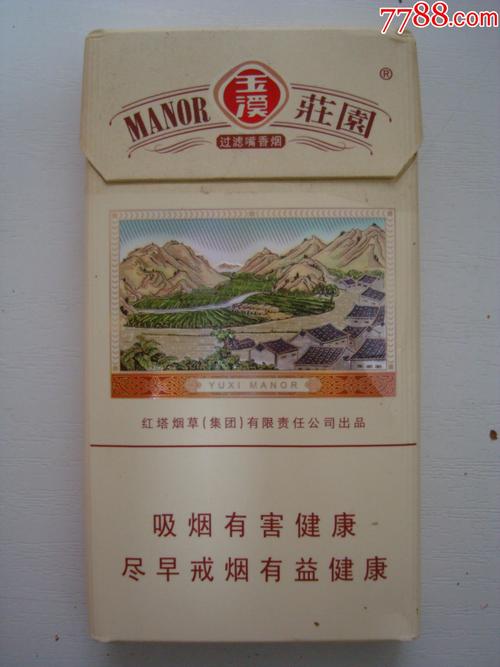 7788.com
MANOR 玉溪 莊園 ®
过滤嘴香烟
YUXI MANOR
红塔烟草(集团)有限责任公司出品
吸烟有害健康
尽早戒烟有益健康